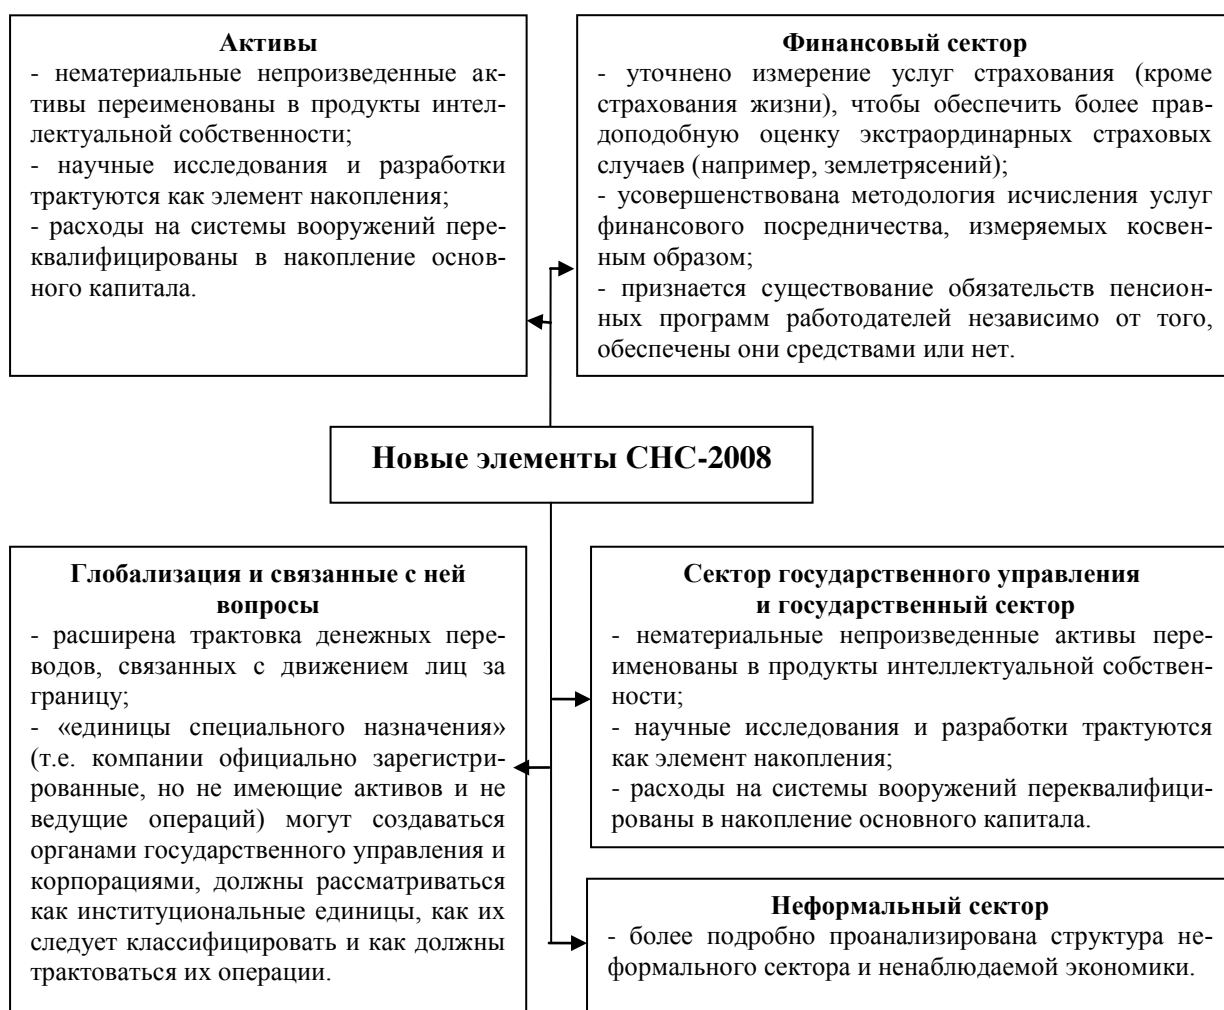 Активы
- нематериальные непроизведенные ак-
тивы переименованы в продукты интел-
лектуальной собственности;
- научные исследования и разработки
трактуются как элемент накопления;
- расходы на системы вооружений пере-
квалифицированы в накопление основ-
ного капитала.
Финансовый сектор
- уточнено измерение услуг страхования (кроме
страхования жизни), чтобы обеспечить более прав-
доподобную оценку экстраординарных страховых
случаев (например, землетрясений);
- усовершенствована методология исчисления услуг
финансового посредничества, измеряемых косвен-
ным образом;
- признается существование обязательств пенсион-
ных программ работодателей независимо от того,
обеспечены они средствами или нет.
Новые элементы СНС-2008
Глобализация и связанные с ней
вопросы
- расширена трактовка денежных пере-
водов, связанных с движением лиц за
границу;
- «единицы специального назначения»
(т.е. компании официально зарегистри-
рованные, но не имеющие активов и не
ведущие операций) могут создаваться
органами государственного управления и
корпорациями, должны рассматриваться
как институциональные единицы, как их
следует классифицировать и как должны
трактоваться их операции.
Сектор государственного управления
и государственный сектор
- нематериальные непроизведенные активы пере-
именованы в продукты интеллектуальной собствен-
ности;
- научные исследования и разработки трактуются
как элемент накопления;
- расходы на системы вооружений переквалифици-
рованы в накопление основного капитала.
Неформальный сектор
- более подробно проанализирована структура не-
формального сектора и ненаблюдаемой экономики.